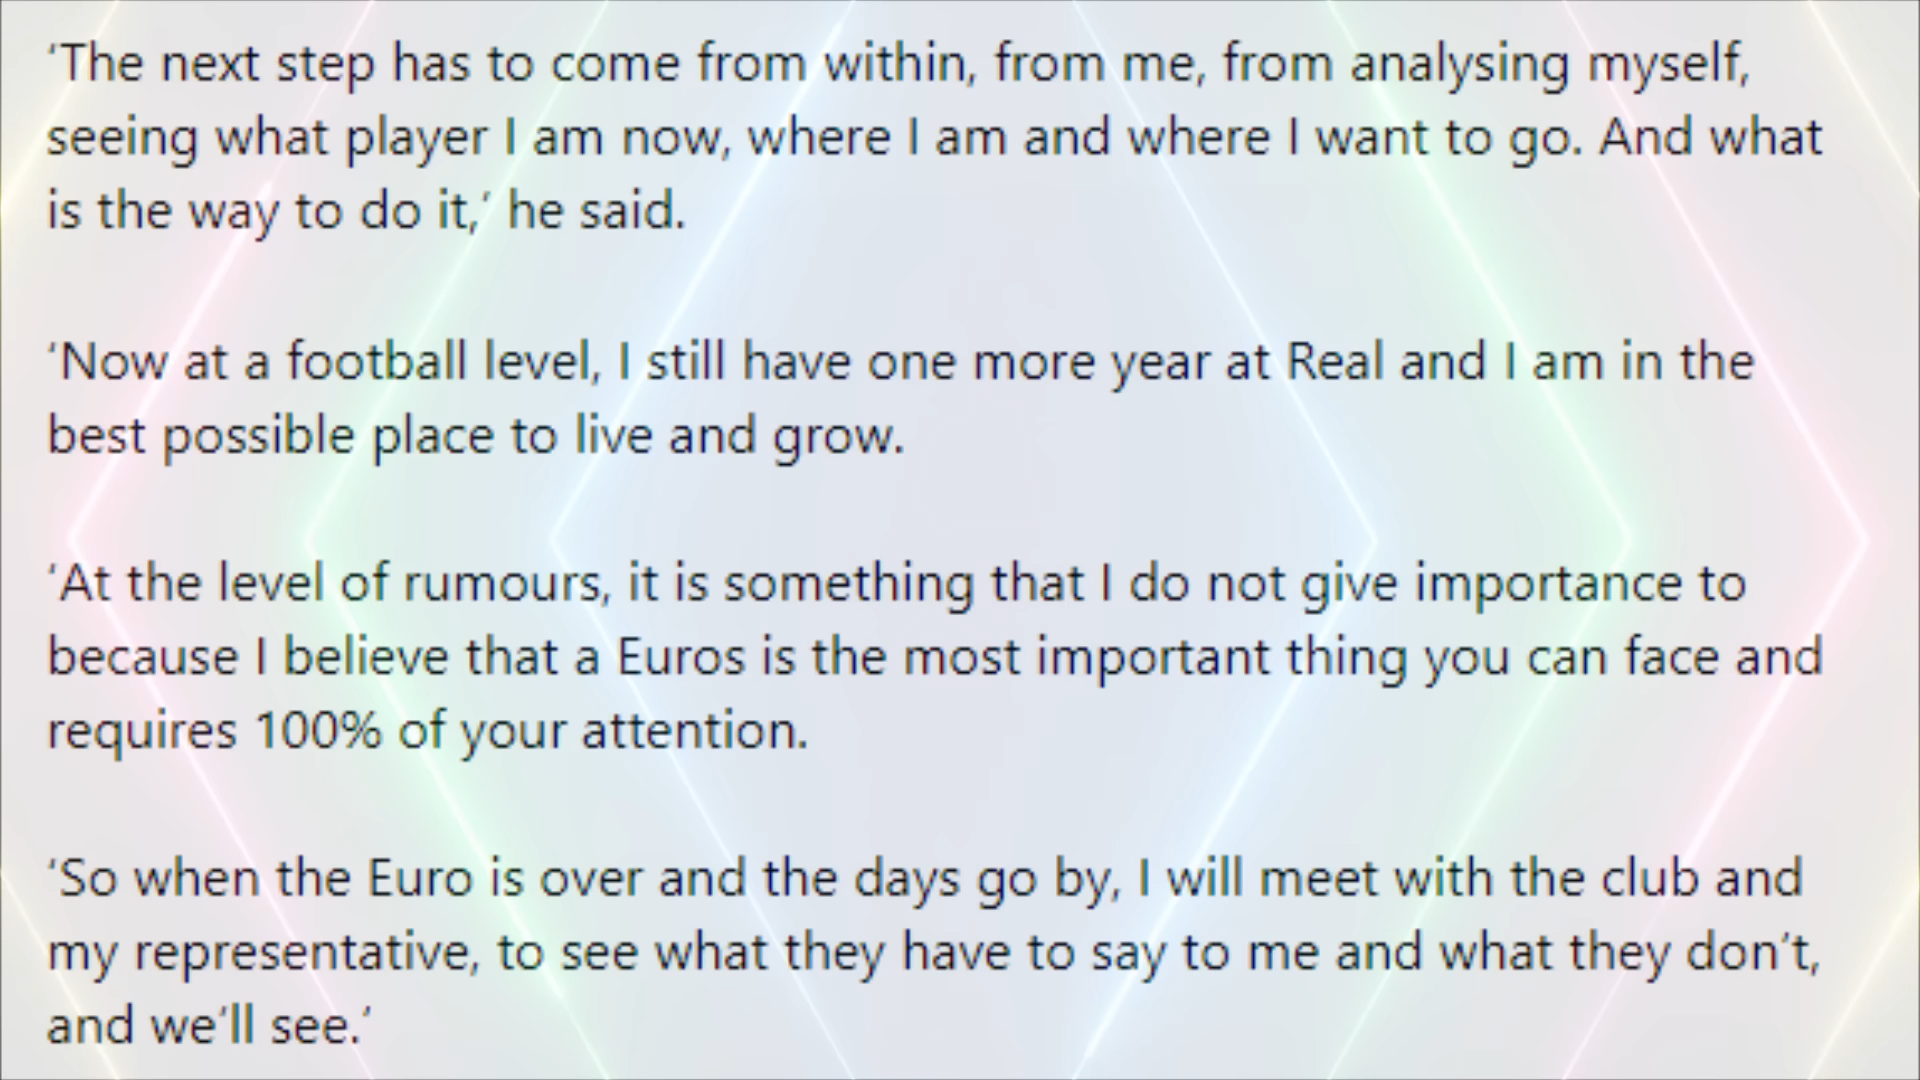 ‘The next step has to come from within, from me, from analysing myself,
seeing what player I am now, where I am and where I want to go. And what
is the way to do it,’ he said.
‘Now at a football level, I still have one more year at Real and I am in the
best possible place to live and grow.
‘At the level of rumours, it is something that I do not give importance to
because I believe that a Euros is the most important thing you can face and
requires 100% of your attention.
‘So when the Euro is over and the days go by, I will meet with the club and
my representative, to see what they have to say to me and what they don’t,
and we’ll see.’